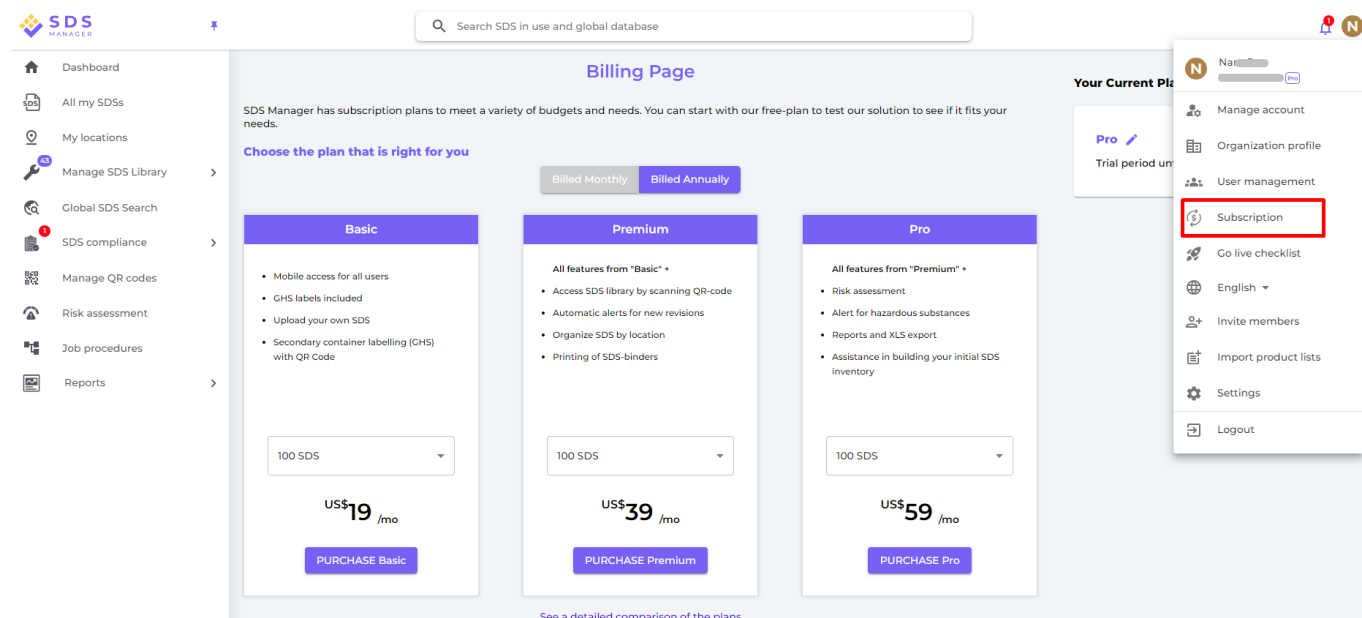 SDS
MANAGER
Search SDS in use and global database
1
N
Dashboard
SDS
All my SDSs
My locations
43
Manage SDS Library
Global SDS Search
1
SDS compliance
Manage QR codes
Risk assessment
Job procedures
Reports
Billing Page
SDS Manager has subscription plans to meet a variety of budgets and needs. You can start with our free-plan to test our solution to see if it fits your
needs.
Choose the plan that is right for you
Billed Monthly
Billed Annually
Basic
• Mobile access for all users
• GHS labels included
• Upload your own SDS
• Secondary container labelling (GHS)
with QR Code
100 SDS
US$19 /mo
PURCHASE Basic
Premium
All features from "Basic" +
• Access SDS library by scanning QR-code
• Automatic alerts for new revisions
• Organize SDS by location
• Printing of SDS-binders
100 SDS
US$39 /mo
PURCHASE Premium
Pro
All features from "Premium" +
• Risk assessment
• Alert for hazardous substances
• Reports and XLS export
• Assistance in building your initial SDS
inventory
100 SDS
US$59 /mo
PURCHASE Pro
See a detailed comparison of the plans
Your Current Pla
Pro
Trial period un
N
Pro
Manage account
Organization profile
User management
$
Subscription
Go live checklist
English
Invite members
Import product lists
Settings
Logout